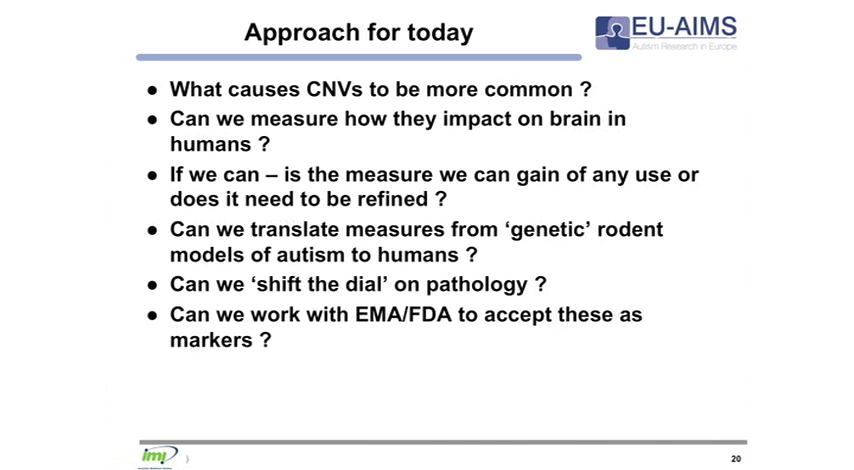 Approach for today
EU-AIMS
Autism Research in Europe
● What causes CNVs to be more common ?
● Can we measure how they impact on brain in
humans ?
● If we can – is the measure we can gain of any use or
does it need to be refined ?
● Can we translate measures from ‘genetic’ rodent
models of autism to humans ?
● Can we ‘shift the dial’ on pathology ?
● Can we work with EMA/FDA to accept these as
markers ?
imi )
20